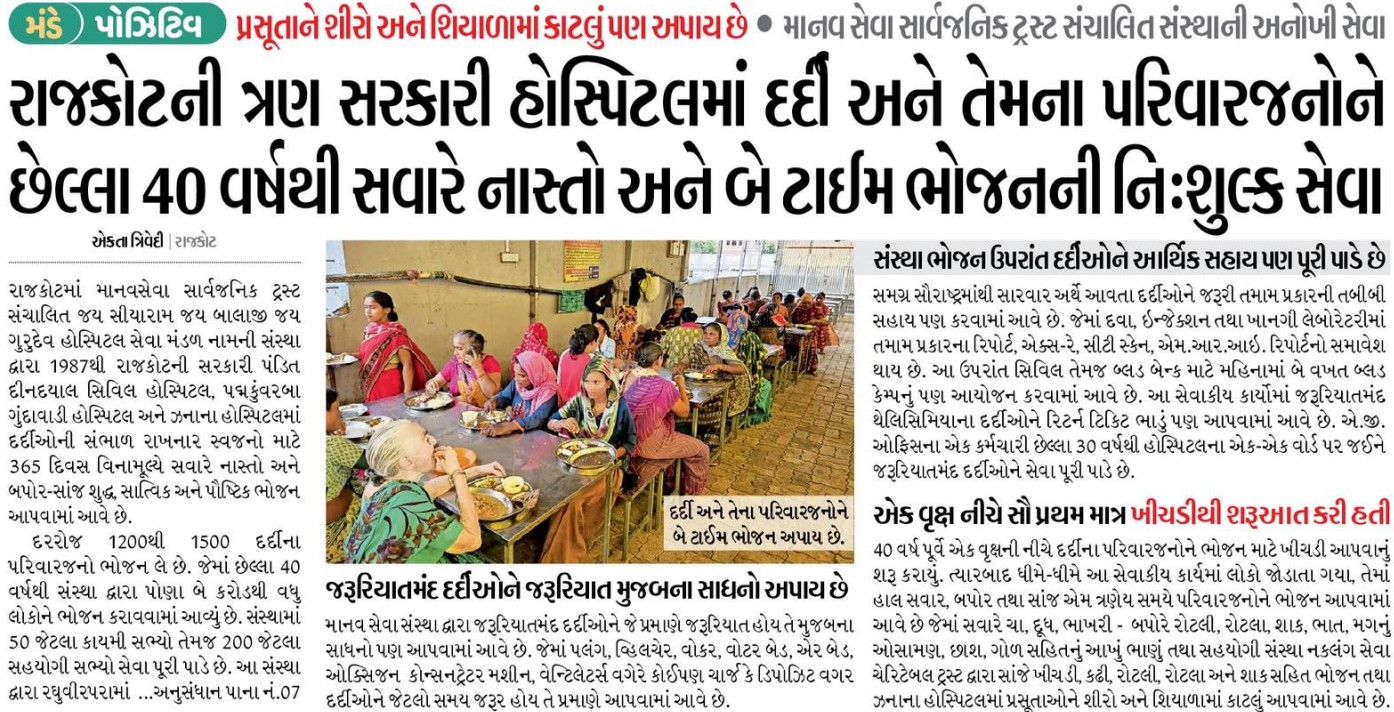 મંડે પોઝિટિવ
પ્રસૂતાને શીરો અને શિયાળામાં કાટલું પણ અપાય છે • માનવ સેવા સાર્વજનિક ટ્રસ્ટ સંચાલિત સંસ્થાની અનોખી સેવા
રાજકોટની ત્રણ સરકારી હોસ્પિટલમાં દર્દી અને તેમના પરિવારજનોને
છેલ્લા 40 વર્ષથી સવારે નાસ્તો અને બે ટાઈમ ભોજનની નિઃશુલ્ક સેવા
એકતા ત્રિવેદી | રાજકોટ
રાજકોટમાં માનવસેવા સાર્વજનિક ટ્રસ્ટ
સંચાલિત જય સીયારામ જય બાલાજી જય
ગુરુદેવ હોસ્પિટલ સેવા મંડળ નામની સંસ્થા
દ્વારા 1987થી રાજકોટની સરકારી પંડિત
દીનદયાલ સિવિલ હોસ્પિટલ, પદ્મકુંવરબા
ગુંદાવાડી હોસ્પિટલ અને ઝનાના હોસ્પિટલમાં
દર્દીઓની સંભાળ રાખનાર સ્વજનો માટે
365 દિવસ વિનામૂલ્યે સવારે નાસ્તો અને
બપોર-સાંજ શુદ્ધ, સાત્વિક અને પૌષ્ટિક ભોજન
આપવામાં આવે છે.
દરરોજ 1200થી 1500 દર્દીના
પરિવારજનો ભોજન લે છે. જેમાં છેલ્લા 40
વર્ષથી સંસ્થા દ્વારા પોણા બે કરોડથી વધુ
લોકોને ભોજન કરાવવામાં આવ્યું છે. સંસ્થામાં
50 જેટલા કાયમી સભ્યો તેમજ 200 જેટલા
સહયોગી સભ્યો સેવા પૂરી પાડે છે. આ સંસ્થા
દ્વારા રઘુવીરપરામાં ...અનુસંધાન પાના નં.07
દર્દી અને તેના પરિવારજનોને
બે ટાઈમ ભોજન અપાય છે.
જરૂરિયાતમંદ દર્દીઓને જરૂરિયાત મુજબના સાધનો અપાય છે
માનવ સેવા સંસ્થા દ્વારા જરૂરિયાતમંદ દર્દીઓને જે પ્રમાણે જરૂરિયાત હોય તે મુજબના
સાધનો પણ આપવામાં આવે છે. જેમાં પલંગ, વ્હિલચેર, વોકર, વોટર બેડ, એર બેડ,
ઓક્સિજન કોન્સનટ્રેટર મશીન, વેન્ટિલેટર્સ વગેરે કોઈપણ ચાર્જ કે ડિપોઝિટ વગર
દર્દીઓને જેટલો સમય જરૂર હોય તે પ્રમાણે આપવામાં આવે છે.
સંસ્થા ભોજન ઉપરાંત દર્દીઓને આર્થિક સહાય પણ પૂરી પાડે છે
સમગ્ર સૌરાષ્ટ્રમાંથી સારવાર અર્થે આવતા દર્દીઓને જરૂરી તમામ પ્રકારની તબીબી
સહાય પણ કરવામાં આવે છે. જેમાં દવા, ઇન્જેક્શન તથા ખાનગી લેબોરેટરીમાં
તમામ પ્રકારના રિપોર્ટ, એક્સ-રે, સીટી સ્કેન, એમ.આર.આઈ. રિપોર્ટનો સમાવેશ
થાય છે. આ ઉપરાંત સિવિલ તેમજ બ્લડ બેન્ક માટે મહિનામાં બે વખત બ્લડ
કેમ્પનું પણ આયોજન કરવામાં આવે છે. આ સેવાકીય કાર્યોમાં જરૂરિયાતમંદ
થેલિસિમિયાના દર્દીઓને રિટર્ન ટિકિટ ભાડું પણ આપવામાં આવે છે. એ.જી.
ઓફિસના એક કર્મચારી છેલ્લા 30 વર્ષથી હોસ્પિટલના એક-એક વોર્ડ પર જઈને
જરૂરિયાતમંદ દર્દીઓને સેવા પૂરી પાડે છે.
એક વૃક્ષ નીચે સૌ પ્રથમ માત્ર ખીચડીથી શરૂઆત કરી હતી
40 વર્ષ પૂર્વે એક વૃક્ષની નીચે દર્દીના પરિવારજનોને ભોજન માટે ખીચડી આપવાનું
શરૂ કરાયું. ત્યારબાદ ધીમે-ધીમે આ સેવાકીય કાર્યમાં લોકો જોડાતા ગયા, તેમાં
હાલ સવાર, બપોર તથા સાંજ એમ ત્રણેય સમયે પરિવારજનોને ભોજન આપવામાં
આવે છે જેમાં સવારે ચા, દૂધ, ભાખરી - બપોરે રોટલી, રોટલા, શાક, ભાત, મગનું
ઓસામણ, છાશ, ગોળ સહિતનું આખું ભાણું તથા સહયોગી સંસ્થા નકલંગ સેવા
ચેરિટેબલ ટ્રસ્ટ દ્વારા સાંજે ખીચડી, કઢી, રોટલી, રોટલા અને શાક સહિત ભોજન તથા
ઝનાના હોસ્પિટલમાં પ્રસૂતાઓને શીરો અને શિયાળામાં કાટલું આપવામાં આવે છે.